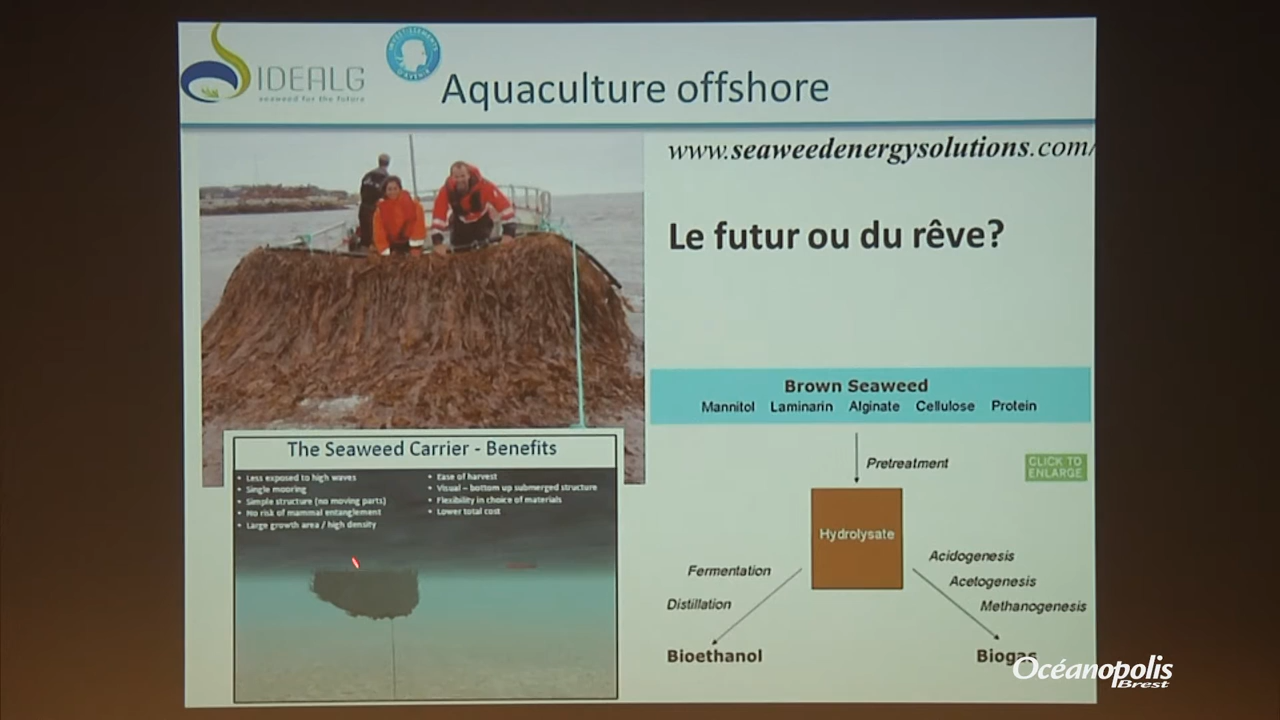 IDEALG
seaweed for the future
INVESTISSEMENTS
D'AVENIR
Aquaculture offshore
www.seaweedenergysolutions.com/
Le futur ou du rêve?
The Seaweed Carrier - Benefits
• Less exposed to high waves
• Single mooring
• Simple structure (no moving parts)
• No risk of mammal entanglement
• Large growth area / high density
• Ease of harvest
• Visual – bottom up submerged structure
• Flexibility in choice of materials
• Lower total cost
Brown Seaweed
Mannitol Laminarin Alginate Cellulose Protein
Pretreatment
CLICK TO
ENLARGE
Hydrolysate
Fermentation
Distillation
Acidogenesis
Acetogenesis
Methanogenesis
Bioethanol
Biogas
Océanopolis
Brest